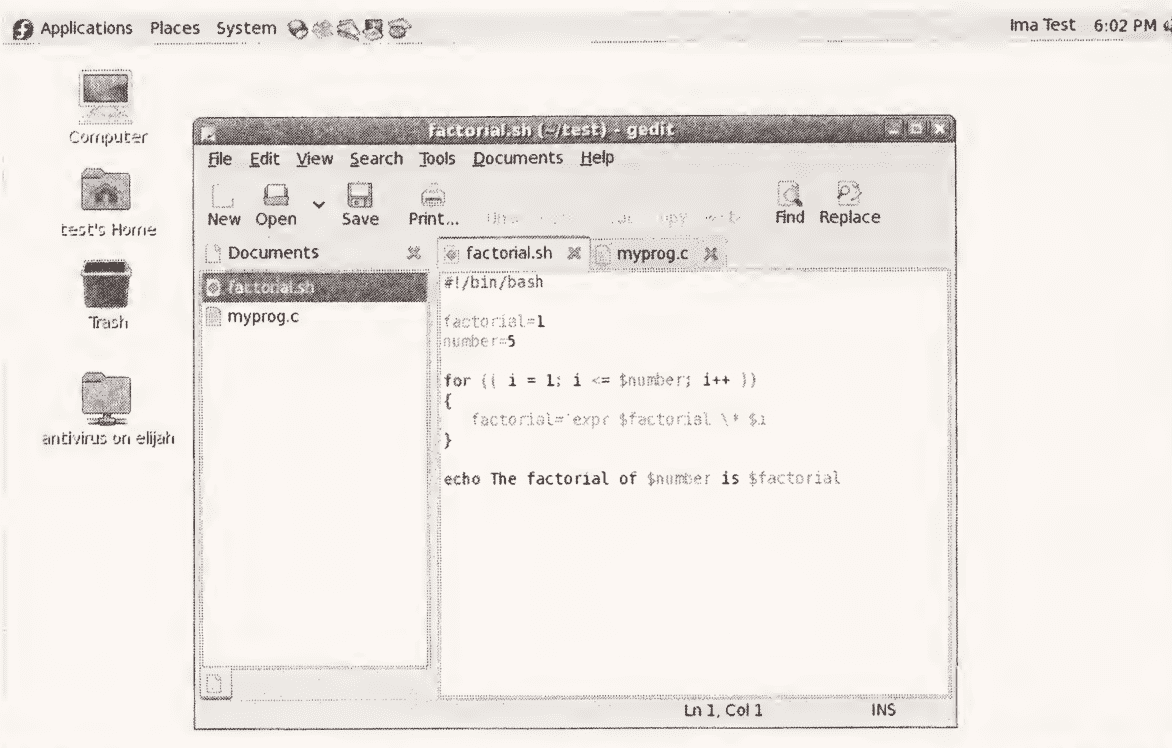 Applications Places System Ima Test 6:02 PM
Computer
test's Home
Trash
antivirus on elijah
factorial.sh (~/test) - gedit
File Edit View Search Tools Documents Help
New Open Save Print... Find Replace
Documents
factorial.sh
myprog.c
factorial.sh myprog.c
#!/bin/bash
factorial=1
number=5
for (( i = 1; i <= $number; i++ ))
{
factorial=`expr $factorial \* $i
}
echo The factorial of $number is $factorial
Ln 1, Col 1 INS